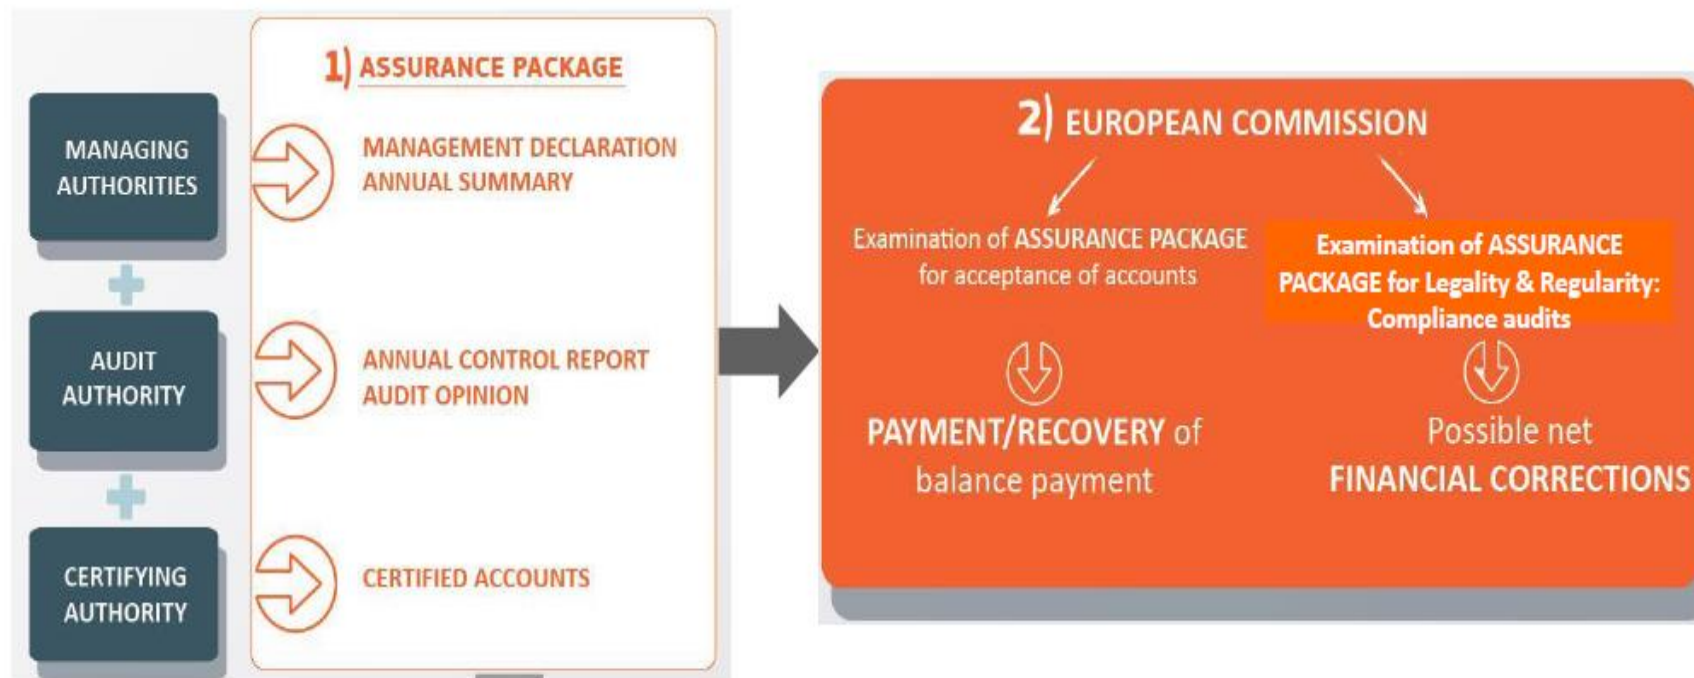 1) ASSURANCE PACKAGE
MANAGING
AUTHORITIES
MANAGEMENT DECLARATION
ANNUAL SUMMARY
AUDIT
AUTHORITY
ANNUAL CONTROL REPORT
AUDIT OPINION
CERTIFYING
AUTHORITY
CERTIFIED ACCOUNTS
2) EUROPEAN COMMISSION
Examination of ASSURANCE PACKAGE
for acceptance of accounts
PAYMENT/RECOVERY of
balance payment
Examination of ASSURANCE
PACKAGE for Legality & Regularity:
Compliance audits
Possible net
FINANCIAL CORRECTIONS